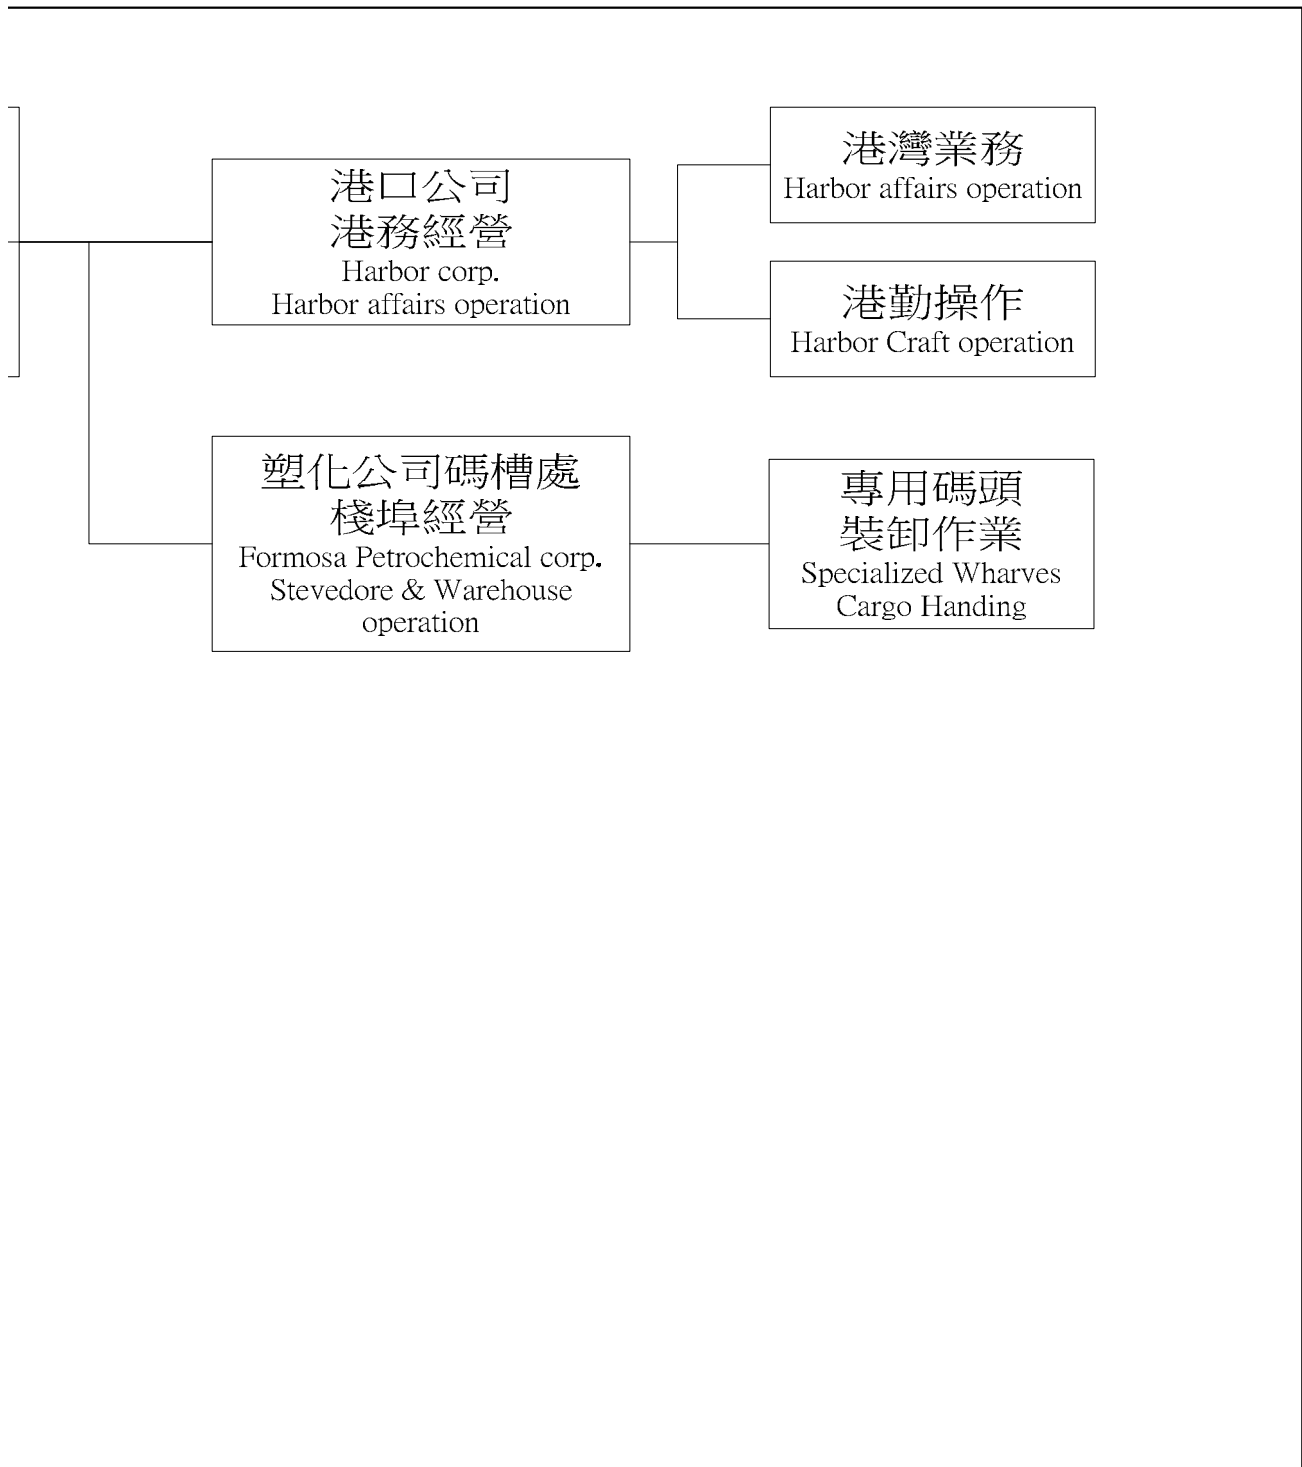 港口公司
港務經營
Harbor corp.
Harbor affairs operation
港灣業務
Harbor affairs operation
港勤操作
Harbor Craft operation
塑化公司碼槽處
棧埠經營
Formosa Petrochemical corp.
Stevedore & Warehouse
operation
專用碼頭
裝卸作業
Specialized Wharves
Cargo Handing